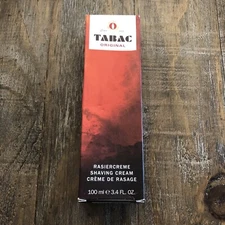 TABAC
ORIGINAL
RASIERCREME
SHAVING CREAM
CRÈME DE RASAGE
100 ml e 3.4 FL. OZ.